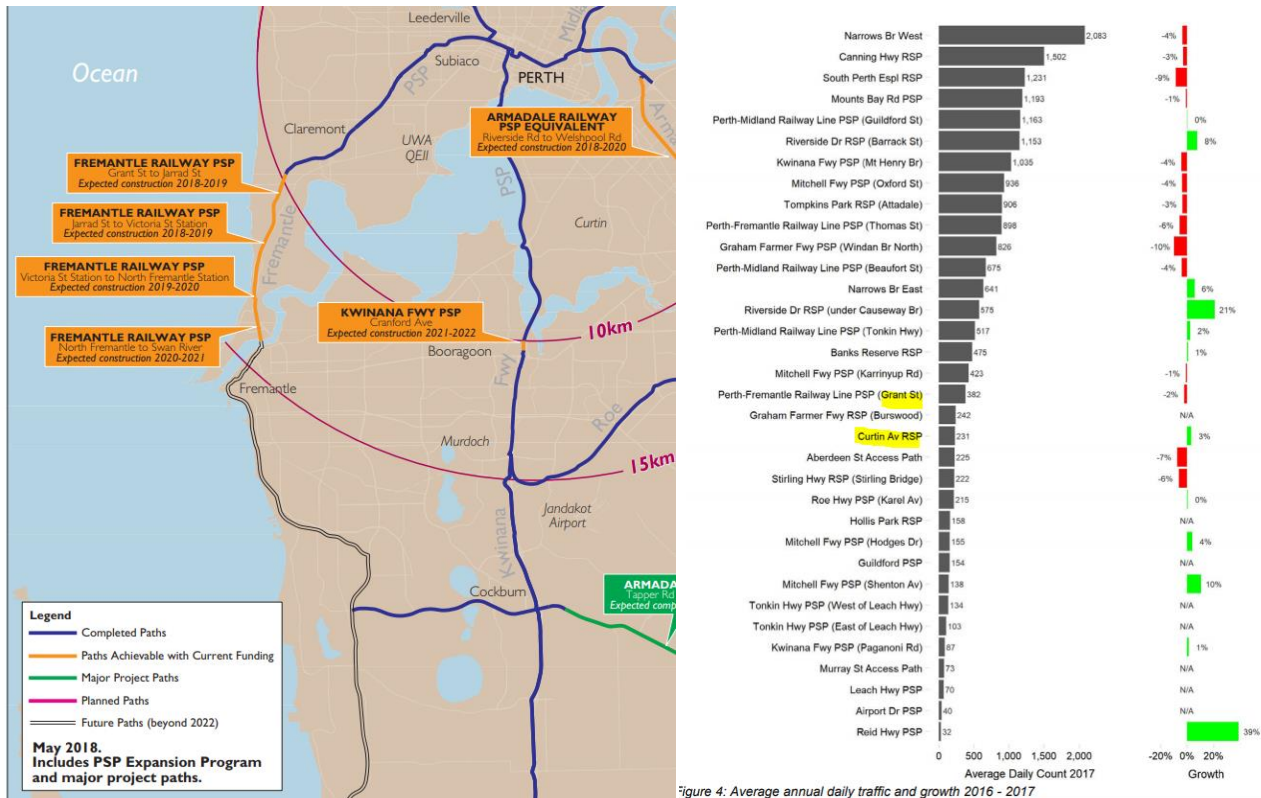 Leederville
Midla
Ocean
Subiaco
PSP
PERTH
Claremont
UWA
QEII
Arma
ARMADALE RAILWAY
PSP EQUIVALENT
Riverside Rd to Welshpool Rd
Expected construction 2018-2020
FREMANTLE RAILWAY PSP
Grant St to Jarrad St
Expected construction 2018-2019
PSP
FREMANTLE RAILWAY PSP
Jarrad St to Victoria St Station
Expected construction 2018-2019
Curtin
Fremantle
FREMANTLE RAILWAY PSP
Victoria St Station to North Fremantle Station
Expected construction 2019-2020
KWINANA FWY PSP
Cranford Ave
Expected construction 2021-2022
10km
FREMANTLE RAILWAY PSP
North Fremantle to Swan River
Expected construction 2020-2021
Booragoon
Fwy
Fremantle
Roe
Murdoch
15km
Jandakot
Airport
Kwinana
Cockburn
ARMADA
Tapper Rd
Expected comp
Legend
Completed Paths
Paths Achievable with Current Funding
Major Project Paths
Planned Paths
Future Paths (beyond 2022)
May 2018.
Includes PSP Expansion Program
and major project paths.
Narrows Br West 2,083 -4%
Canning Hwy RSP 1,502 -3%
South Perth Espl RSP 1,231 -9%
Mounts Bay Rd PSP 1,193 -1%
Perth-Midland Railway Line PSP (Guildford St) 1,163 0%
Riverside Dr RSP (Barrack St) 1,153 8%
Kwinana Fwy PSP (Mt Henry Br) 1,035 -4%
Mitchell Fwy PSP (Oxford St) 936 -4%
Tompkins Park RSP (Attadale) 906 -3%
Perth-Fremantle Railway Line PSP (Thomas St) 898 -6%
Graham Farmer Fwy PSP (Windan Br North) 826 -10%
Perth-Midland Railway Line PSP (Beaufort St) 675 -4%
Narrows Br East 641 6%
Riverside Dr RSP (under Causeway Br) 575 21%
Perth-Midland Railway Line PSP (Tonkin Hwy) 517 2%
Banks Reserve RSP 475 1%
Mitchell Fwy PSP (Karrinyup Rd) 423 -1%
Perth-Fremantle Railway Line PSP (Grant St) 382 -2%
Graham Farmer Fwy RSP (Burswood) 242 N/A
Curtin Av RSP 231 3%
Aberdeen St Access Path 225 -7%
Stirling Hwy RSP (Stirling Bridge) 222 -6%
Roe Hwy PSP (Karel Av) 215 0%
Hollis Park RSP 158 N/A
Mitchell Fwy PSP (Hodges Dr) 155 4%
Guildford PSP 154 N/A
Mitchell Fwy PSP (Shenton Av) 138 10%
Tonkin Hwy PSP (West of Leach Hwy) 134 N/A
Tonkin Hwy PSP (East of Leach Hwy) 103 N/A
Kwinana Fwy PSP (Paganoni Rd) 87 1%
Murray St Access Path 73 N/A
Leach Hwy PSP 70 N/A
Airport Dr PSP 40 N/A
Reid Hwy PSP 32 39%
0 500 1,000 1,500 2,000 -20% 0% 20%
Average Daily Count 2017 Growth
Figure 4: Average annual daily traffic and growth 2016 - 2017